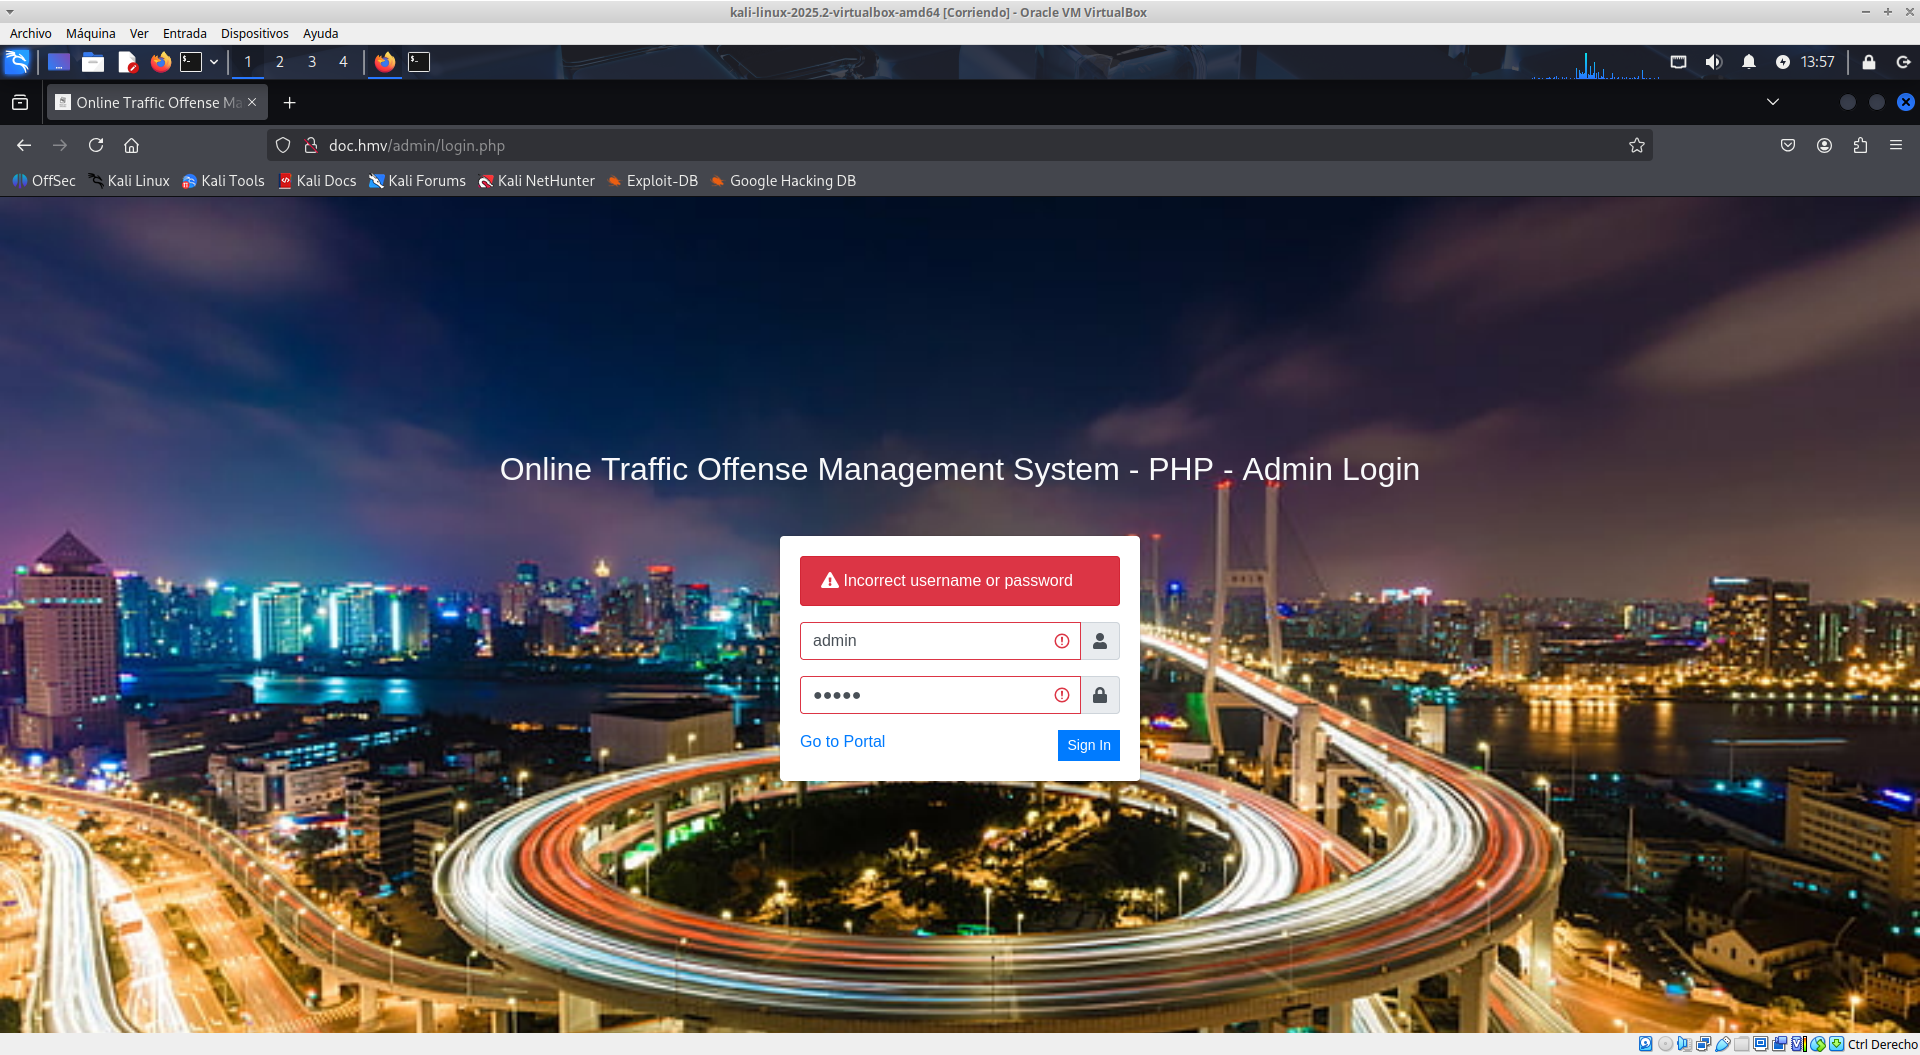 kali-linux-2025.2-virtualbox-amd64 [Corriendo] - Oracle VM VirtualBox
Archivo Máquina Ver Entrada Dispositivos Ayuda
1 2 3 4 13:57
Online Traffic Offense Ma
doc.hmv/admin/login.php
OffSec Kali Linux Kali Tools Kali Docs Kali Forums Kali NetHunter Exploit-DB Google Hacking DB
Online Traffic Offense Management System - PHP - Admin Login
Incorrect username or password
admin
•••••
Go to Portal Sign In
Ctrl Derecho